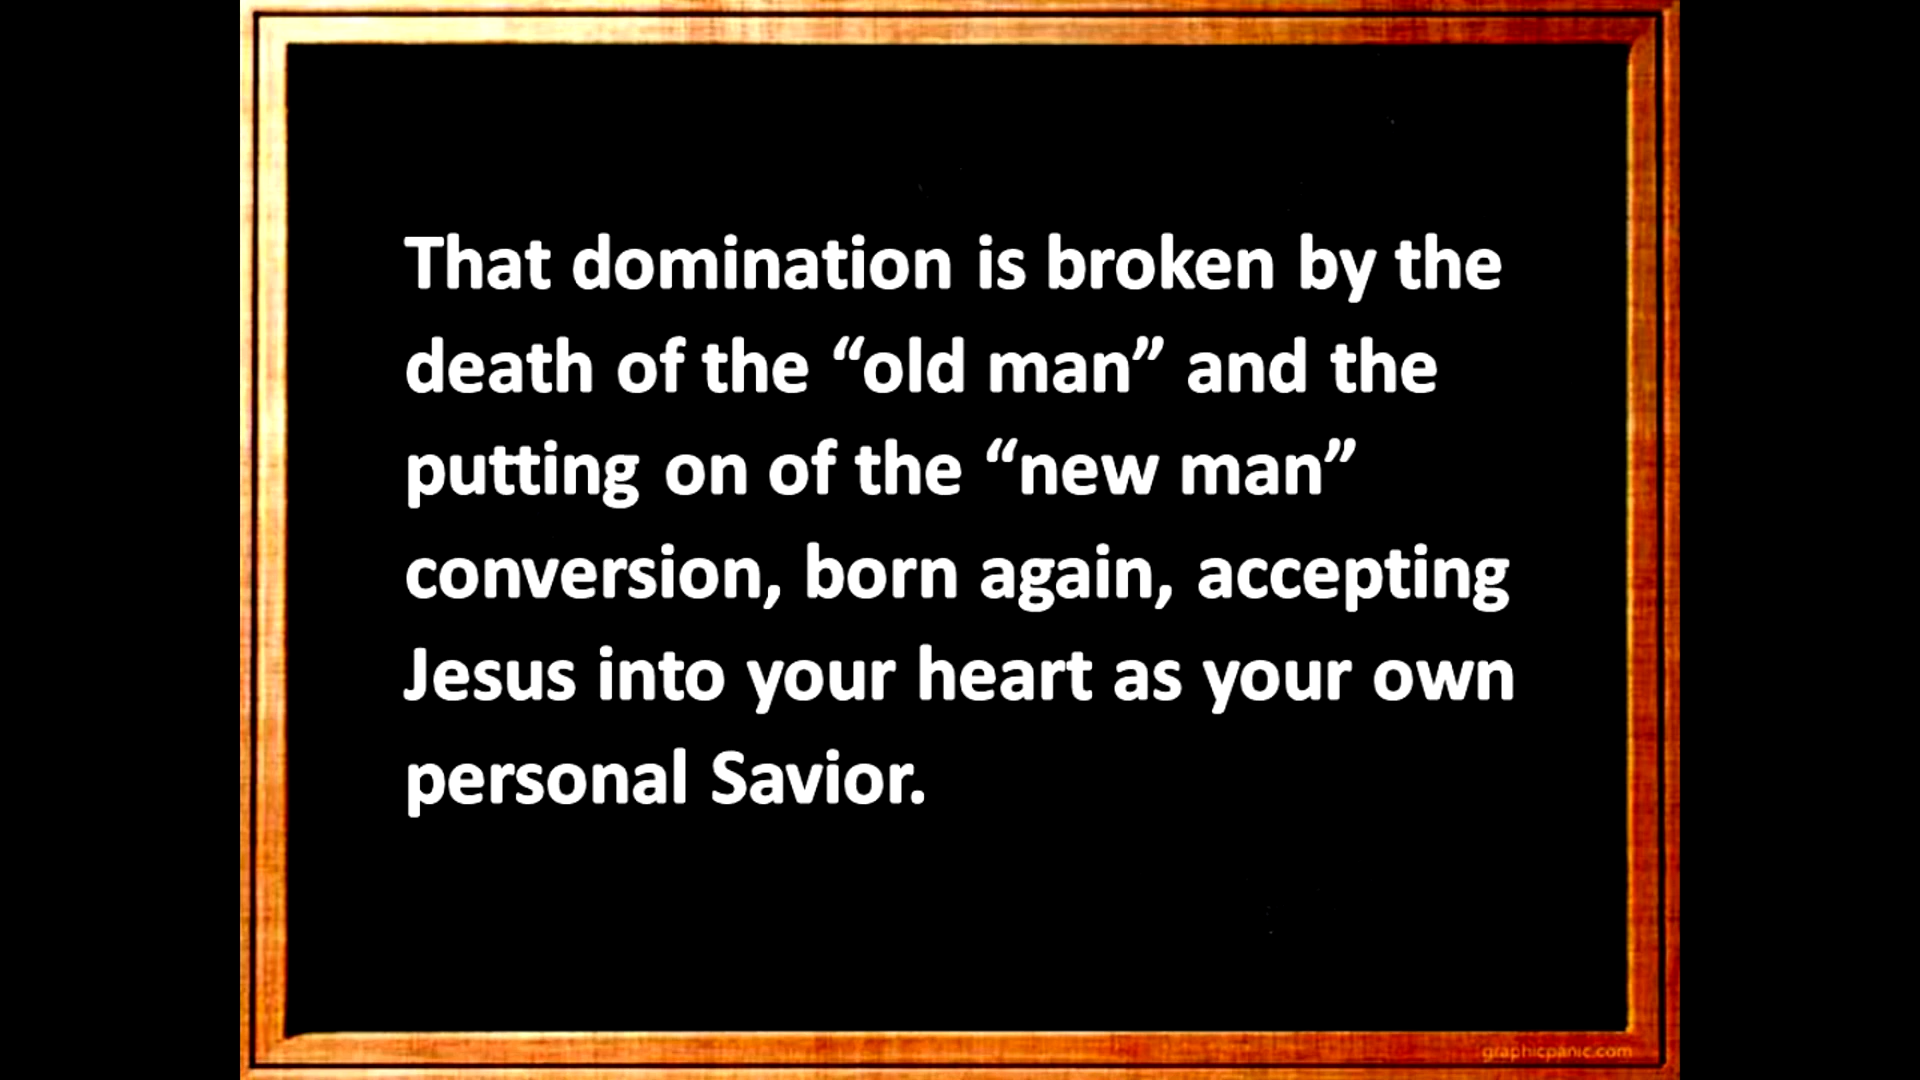 That domination is broken by the
death of the “old man” and the
putting on of the “new man”
conversion, born again, accepting
Jesus into your heart as your own
personal Savior.
graphicpanic.com